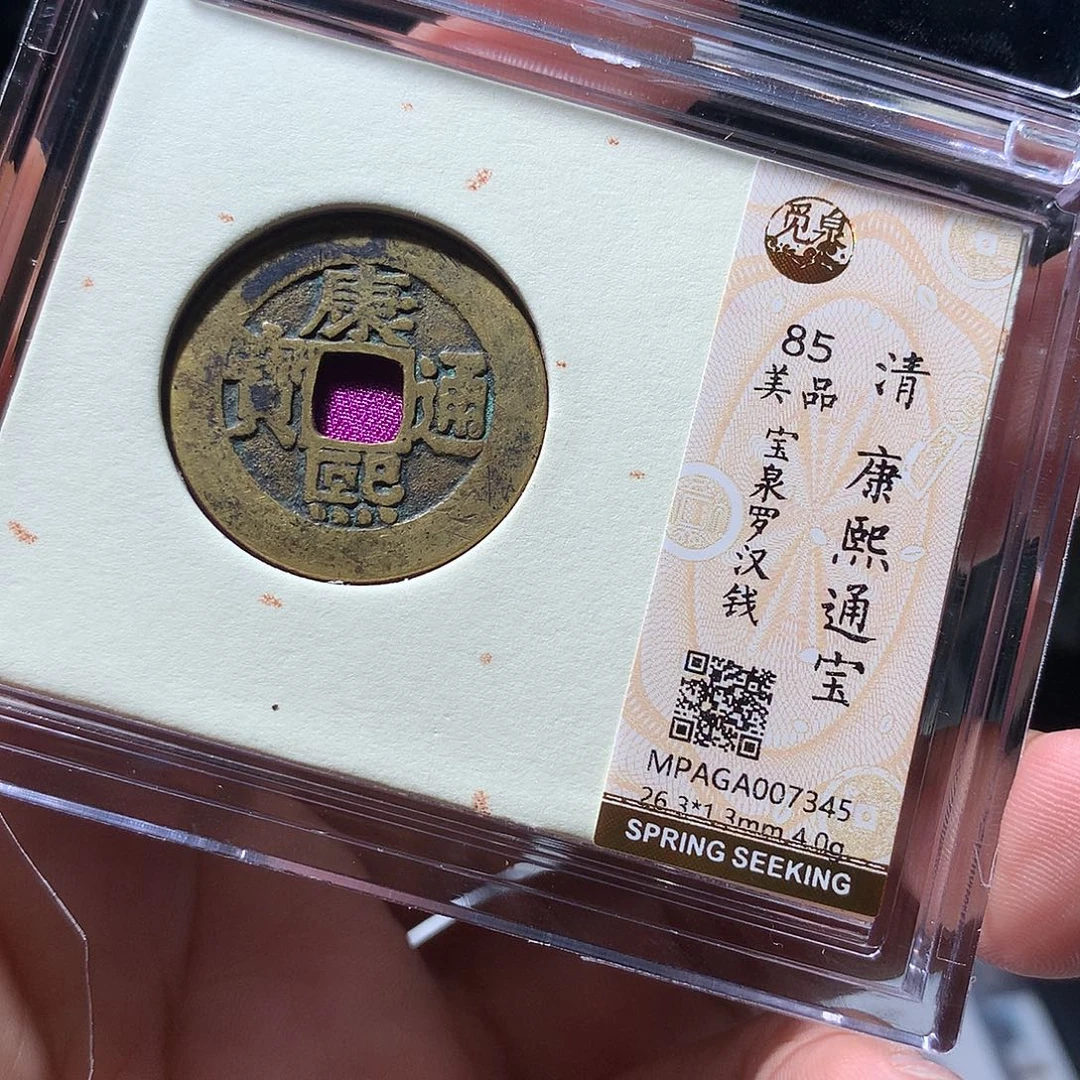 康熙通寳
觅泉
清 康熙通宝
85
美品
宝泉罗汉钱
MPAGA007345
26.3*1.3mm 4.0g
SPRING SEEKING